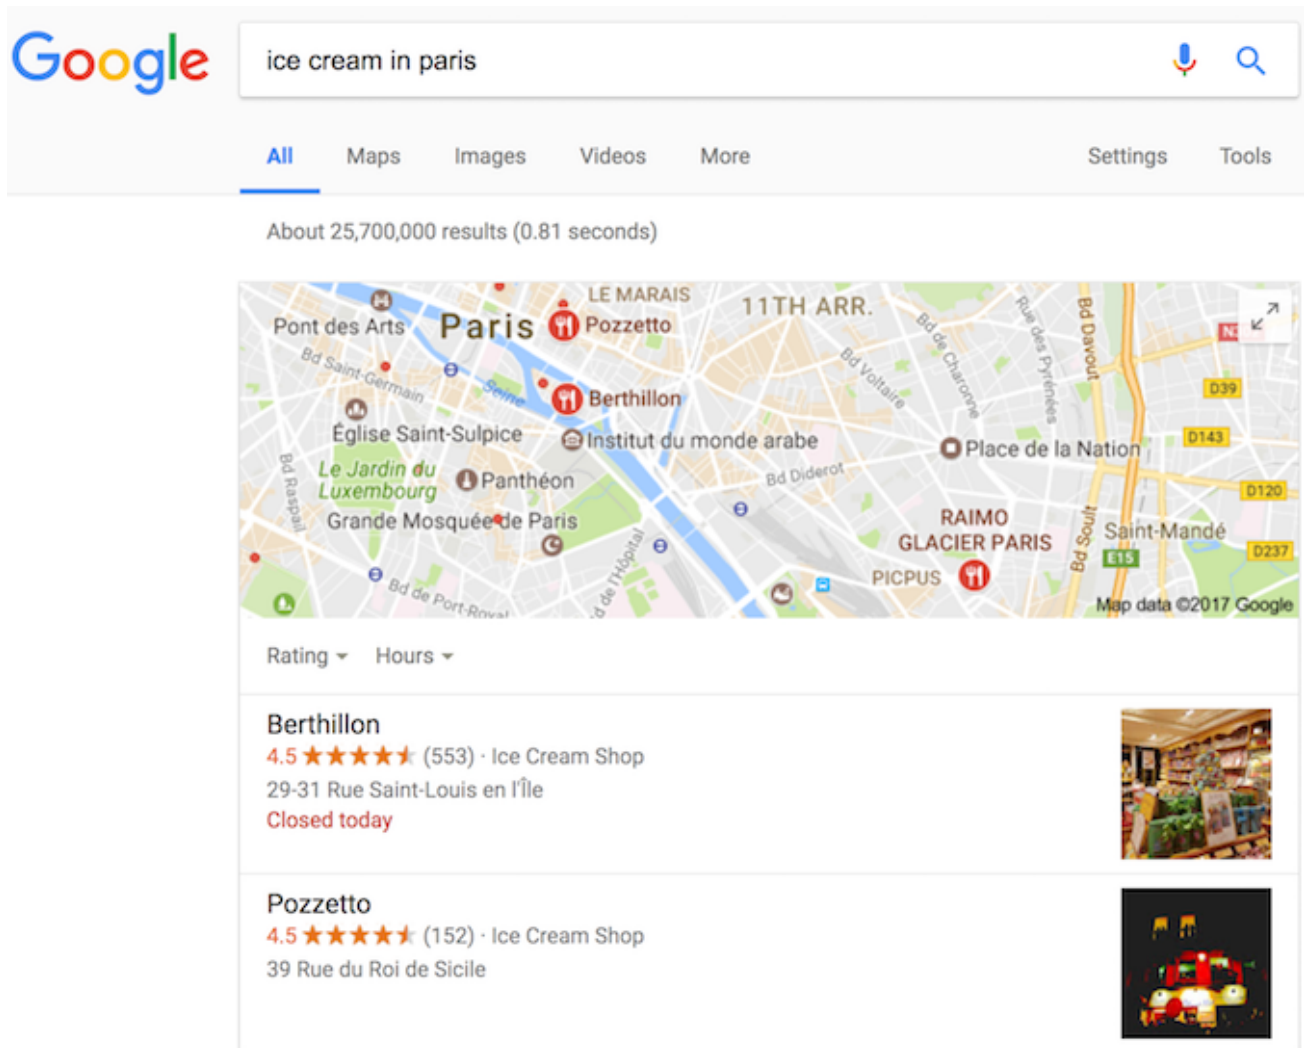 Google
ice cream in paris
All Maps Images Videos More Settings Tools
About 25,700,000 results (0.81 seconds)
LE MARAIS
11TH ARR.
Pont des Arts
Paris
Pozzetto
Bd Saint-Germain
Seine
Berthillon
Bd Voltaire
Bd de Charonne
Rue des Pyrénées
Bd Davout
D39
Église Saint-Sulpice
Institut du monde arabe
Place de la Nation
D143
Bd Raspail
Le Jardin du
Luxembourg
Panthéon
Bd Diderot
D120
Grande Mosquée de Paris
RAIMO
GLACIER PARIS
Bd Soult
Saint-Mandé
E15
D237
PICPUS
Bd de Port-Royal
de l'Hôpital
Map data ©2017 Google
Rating Hours
Berthillon
4.5 (553) · Ice Cream Shop
29-31 Rue Saint-Louis en l'Île
Closed today
Pozzetto
4.5 (152) · Ice Cream Shop
39 Rue du Roi de Sicile